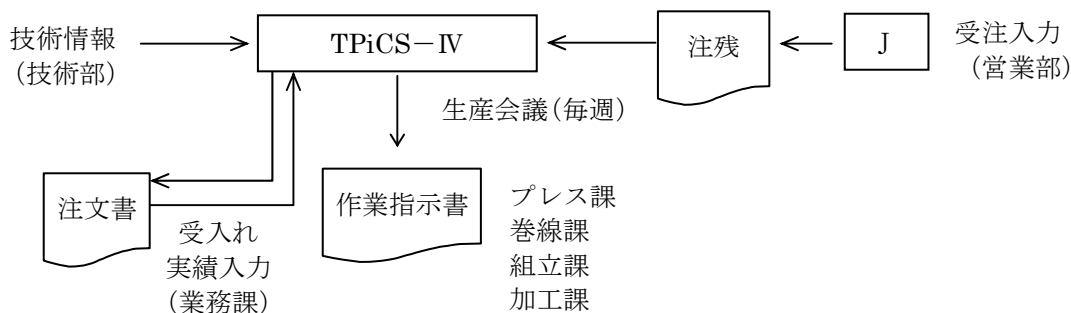 技術情報
(技術部)
TPiCS-Ⅳ
注残
J
受注入力
(営業部)
生産会議(毎週)
注文書
受入れ
実績入力
(業務課)
作業指示書
プレス課
巻線課
組立課
加工課